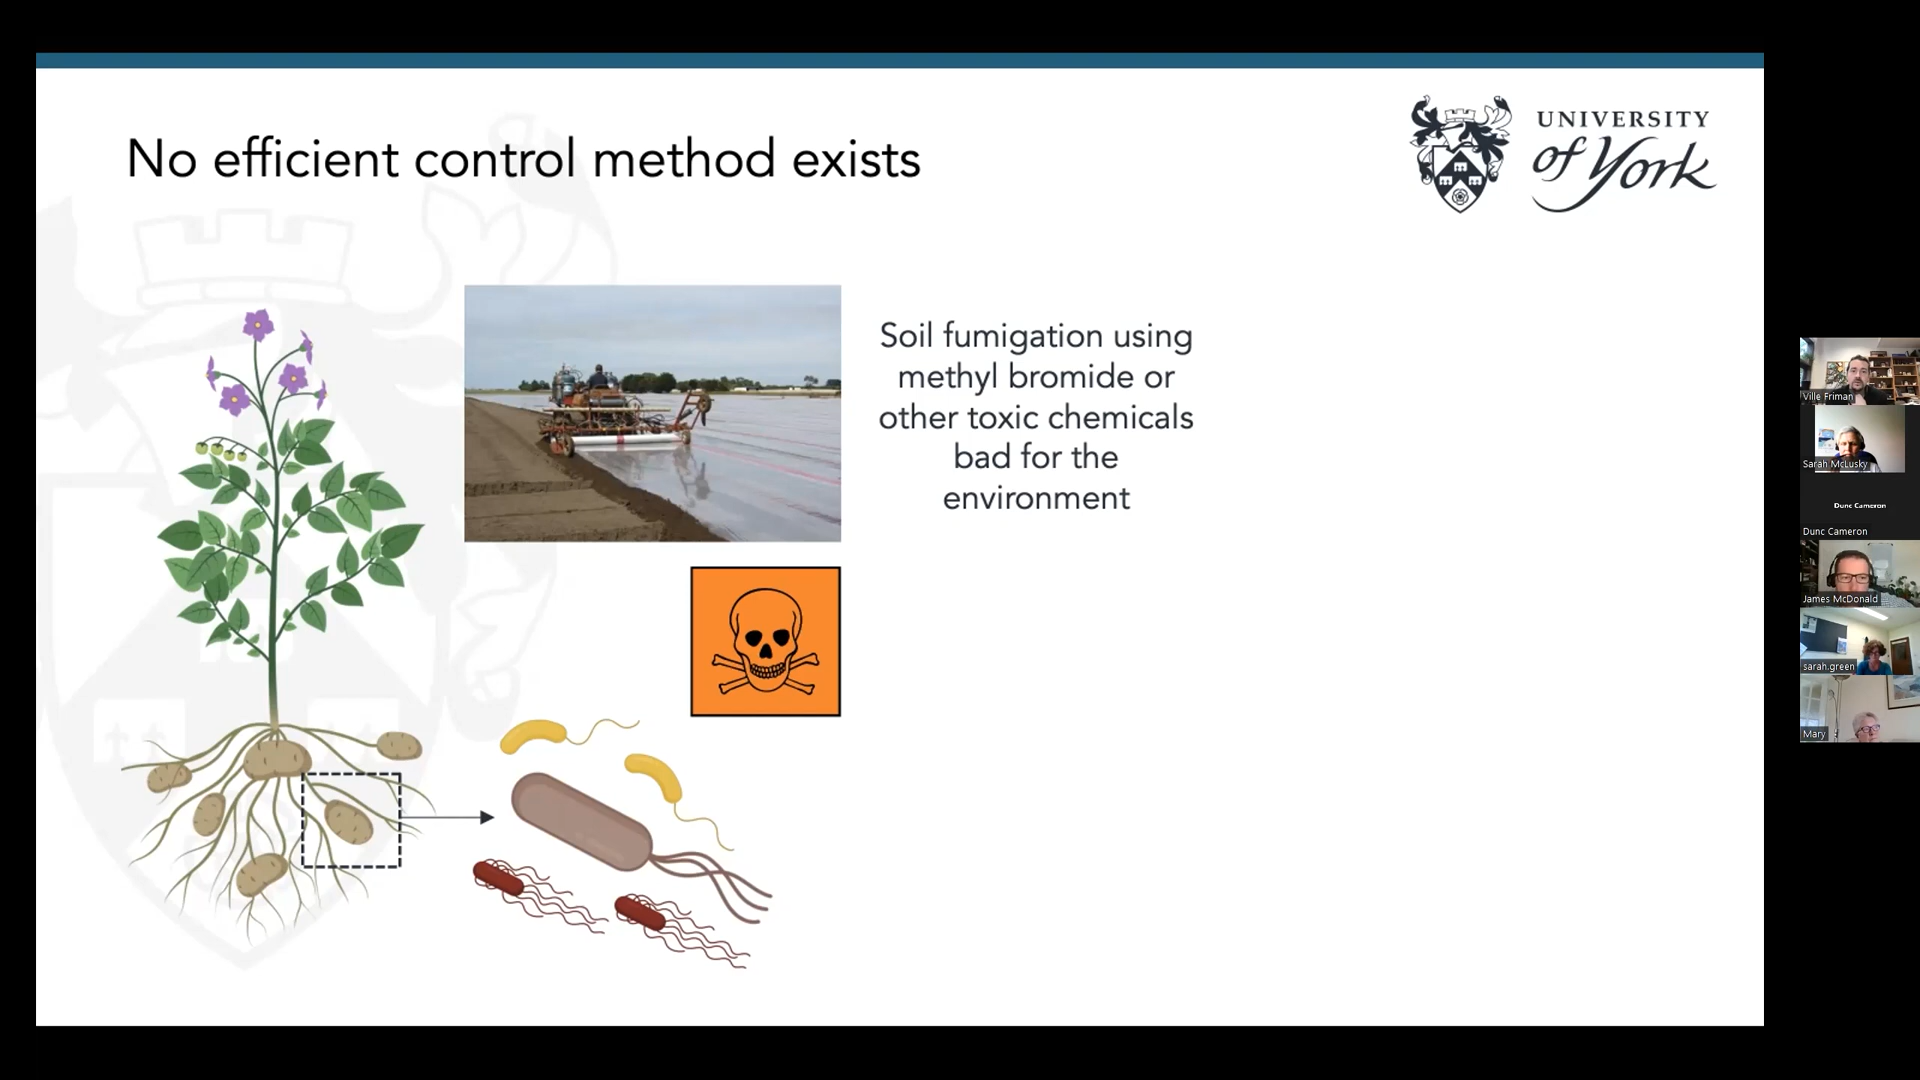 No efficient control method exists
UNIVERSITY
of York
Soil fumigation using
methyl bromide or
other toxic chemicals
bad for the
environment
Ville Friman
Sarah McLusky
Dunc Cameron
Dunc Cameron
James McDonald
sarah.green
Mary